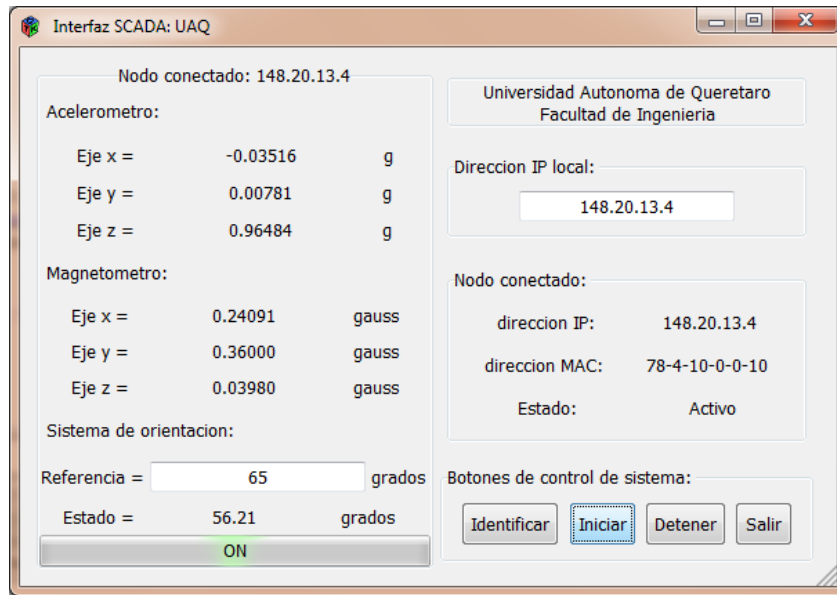 Interfaz SCADA: UAQ
Nodo conectado: 148.20.13.4
Acelerometro:
Eje x = -0.03516 g
Eje y = 0.00781 g
Eje z = 0.96484 g
Magnetometro:
Eje x = 0.24091 gauss
Eje y = 0.36000 gauss
Eje z = 0.03980 gauss
Sistema de orientacion:
Referencia = 65 grados
Estado = 56.21 grados
ON
Universidad Autonoma de Queretaro
Facultad de Ingenieria
Direccion IP local:
148.20.13.4
Nodo conectado:
direccion IP: 148.20.13.4
direccion MAC: 78-4-10-0-0-10
Estado: Activo
Botones de control de sistema:
Identificar Iniciar Detener Salir